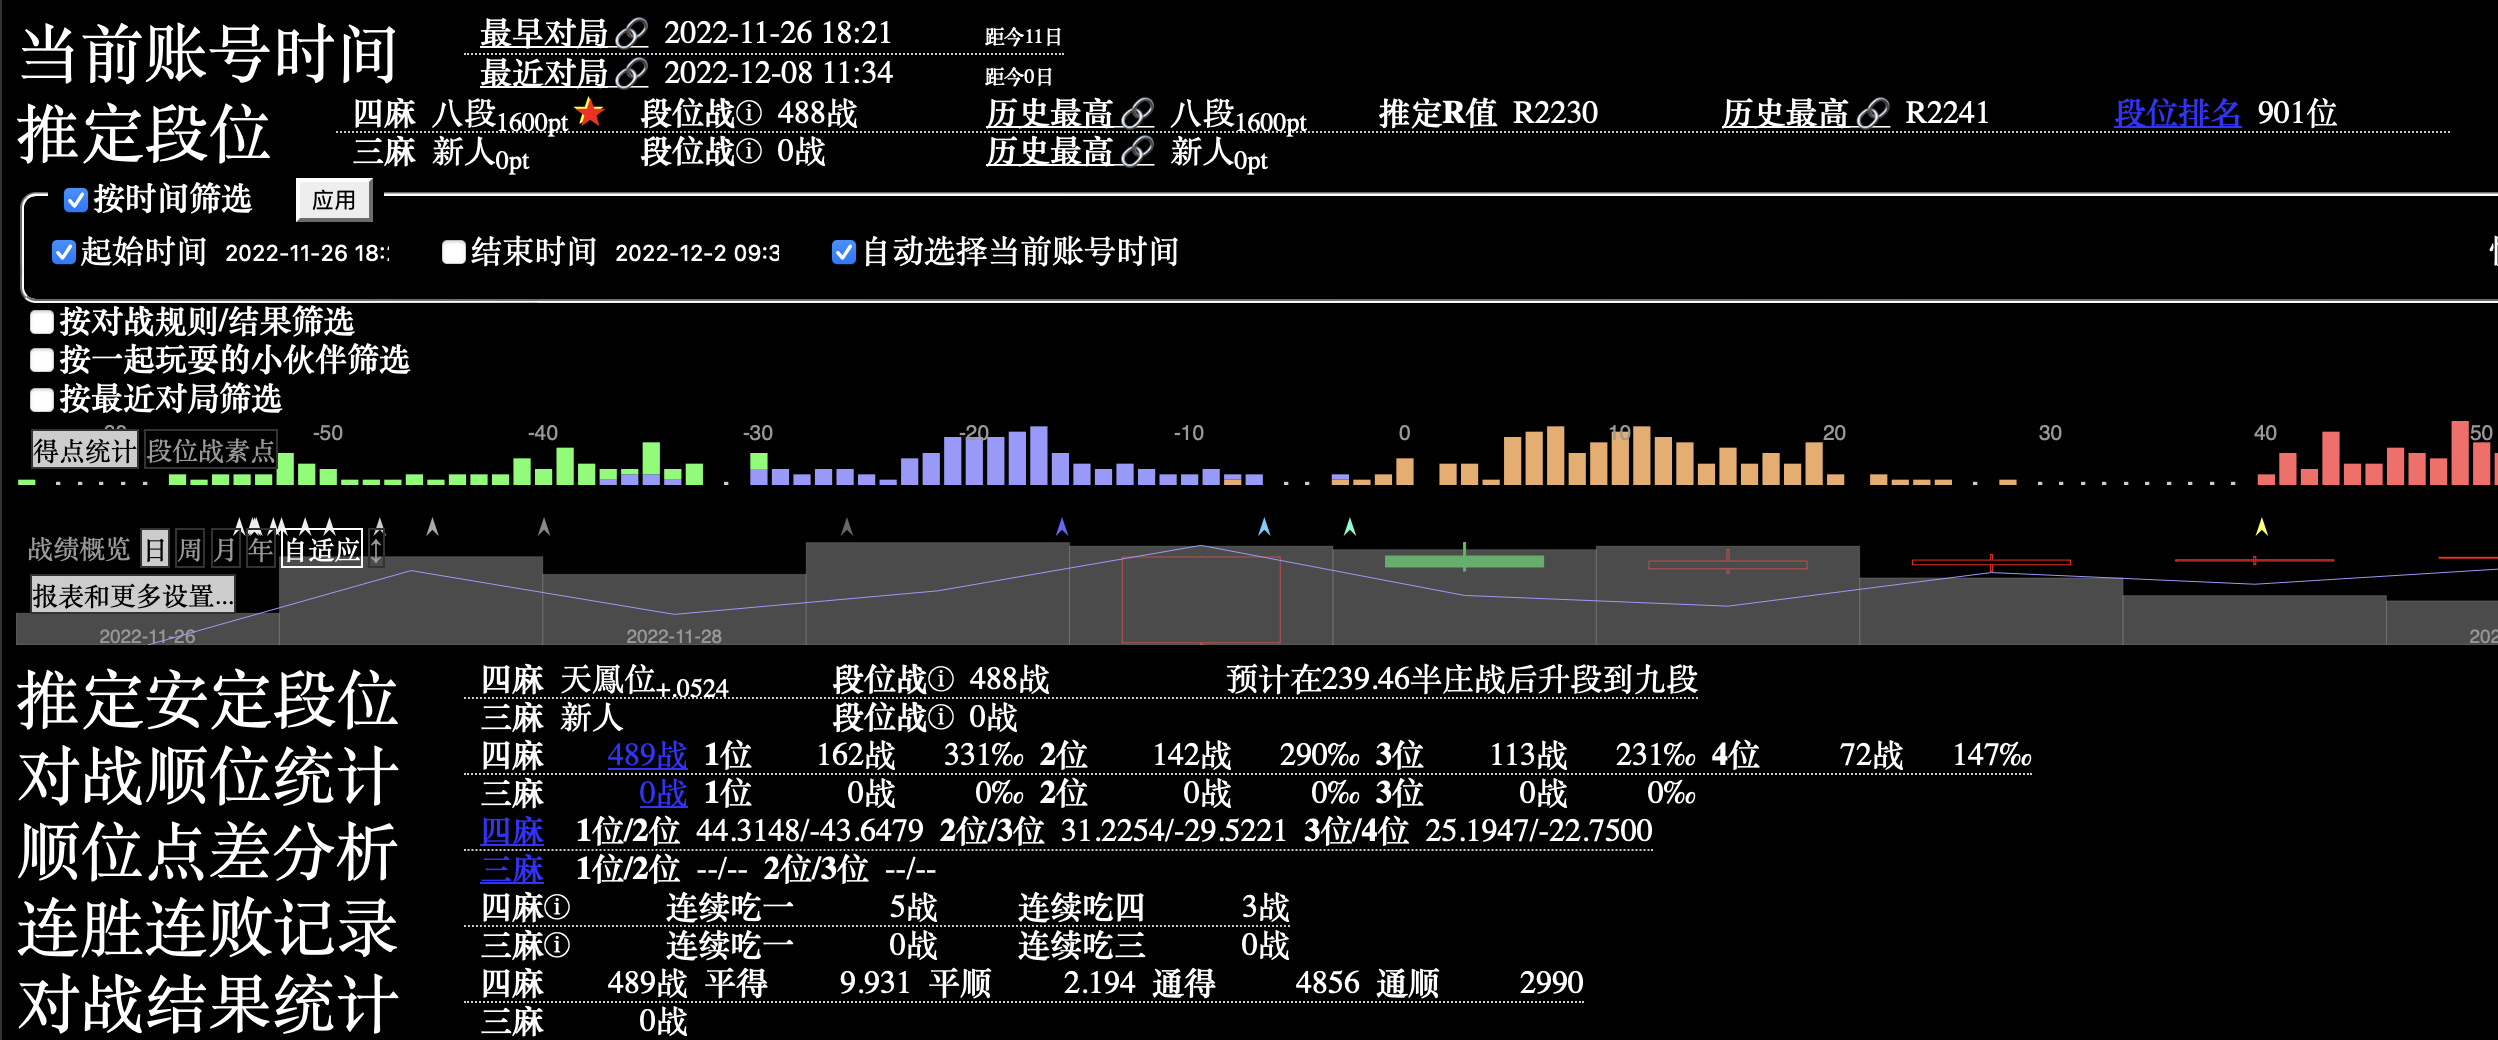 当前账号时间 最早对局🔗 2022-11-26 18:21 距今11日
最近对局🔗 2022-12-08 11:34 距今0日
推定段位 四麻 八段1600pt 段位战ⓘ 488战 历史最高🔗 八段1600pt 推定R值 R2230 历史最高🔗 R2241 段位排名 901位
三麻 新人0pt 段位战ⓘ 0战 历史最高🔗 新人0pt
按时间筛选 应用
起始时间 2022-11-26 18: 结束时间 2022-12-2 09:3 自动选择当前账号时间
按对战规则/结果筛选
按一起玩耍的小伙伴筛选
按最近对局筛选
-50 -40 -30 -20 -10 0 10 20 30 40 50
得点统计 段位战素点
战绩概览 日 周 月 年 自适应 ↕
报表和更多设置...
2022-11-26 2022-11-28 202
推定安定段位 四麻 天鳳位+.0524 段位战ⓘ 488战 预计在239.46半庄战后升段到九段
三麻 新人 段位战ⓘ 0战
对战顺位统计 四麻 489战 1位 162战 331‰ 2位 142战 290‰ 3位 113战 231‰ 4位 72战 147‰
三麻 0战 1位 0战 0‰ 2位 0战 0‰ 3位 0战 0‰
顺位点差分析 四麻 1位/2位 44.3148/-43.6479 2位/3位 31.2254/-29.5221 3位/4位 25.1947/-22.7500
三麻 1位/2位 --/-- 2位/3位 --/--
连胜连败记录 四麻ⓘ 连续吃一 5战 连续吃四 3战
三麻ⓘ 连续吃一 0战 连续吃三 0战
对战结果统计 四麻 489战 平得 9.931 平顺 2.194 通得 4856 通顺 2990
三麻 0战